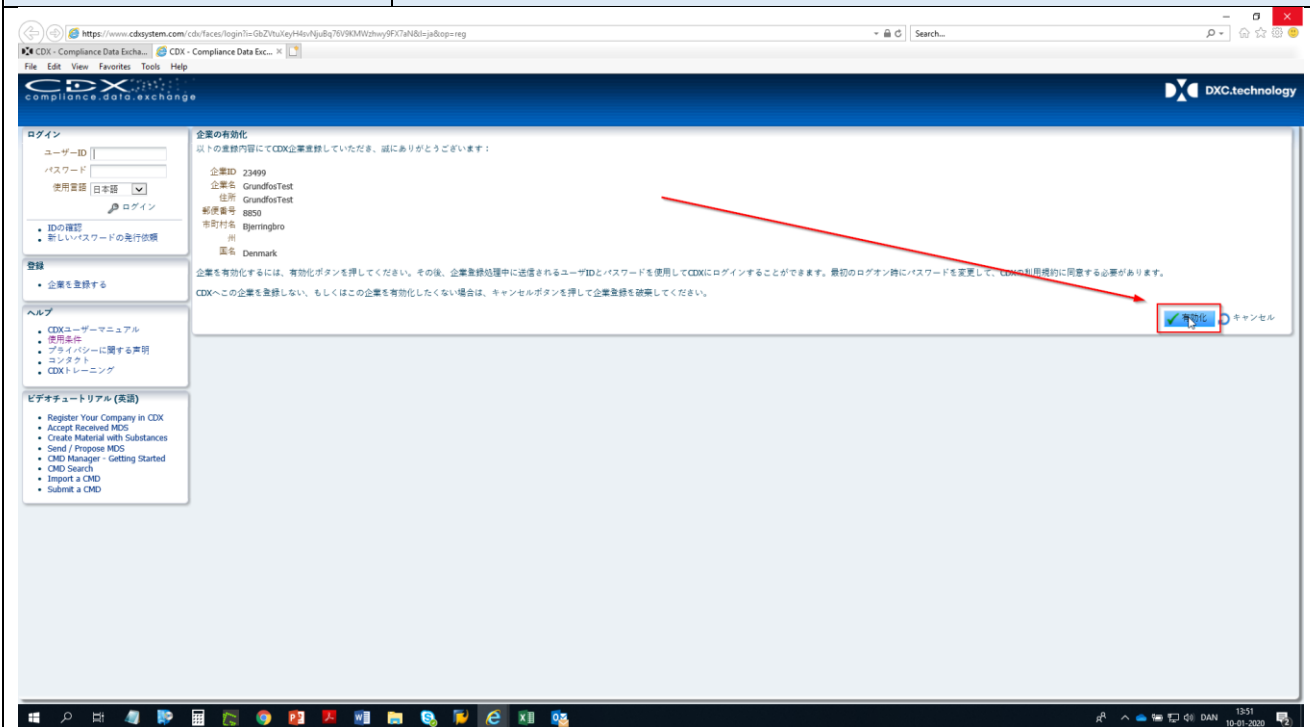 https://www.cdxsystem.com/cdx/faces/login?i=GbZVtuXeyH4svNjuBq76V9KMWzhwy9FX7aN&l=ja&op=reg
Search...
CDX - Compliance Data Excha...
CDX - Compliance Data Exc...
File Edit View Favorites Tools Help
CDX
compliance.data.exchange
DXC.technology
ログイン
ユーザーID
パスワード
使用言語 日本語
ログイン
IDの確認
新しいパスワードの発行依頼
登録
企業を登録する
ヘルプ
CDXユーザーマニュアル
使用条件
プライバシーに関する声明
コンタクト
CDXトレーニング
ビデオチュートリアル (英語)
Register Your Company in CDX
Accept Received MDS
Create Material with Substances
Send / Propose MDS
CMD Manager - Getting Started
CMD Search
Import a CMD
Submit a CMD
企業の有効化
以下の登録内容にてCDX企業登録していただき、誠にありがとうございます：
企業ID 23499
企業名 GrundfosTest
住所 GrundfosTest
郵便番号 8850
市町村名 Bjerringbro
州
国名 Denmark
企業を有効化するには、有効化ボタンを押してください。その後、企業登録処理中に送信されるユーザIDとパスワードを使用してCDXにログインすることができます。最初のログオン時にパスワードを変更して、CDXの利用規約に同意する必要があります。
CDXへこの企業を登録しない、もしくはこの企業を有効化したくない場合は、キャンセルボタンを押して企業登録を破棄してください。
有効化 キャンセル
DAN
13:51
10-01-2020